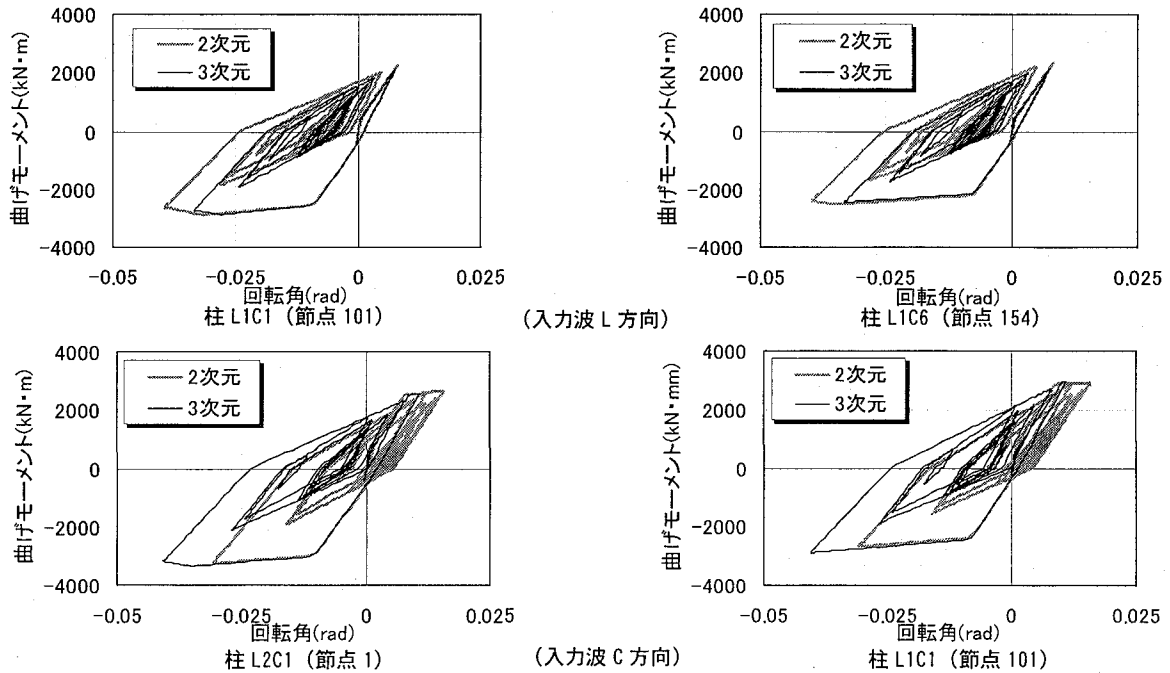 4000
2000
0
-2000
-4000
曲げモーメント(kN・m)
2次元
3次元
-0.05
-0.025
0
0.025
回転角(rad)
柱 L1C1 (節点 101)
4000
2000
0
-2000
-4000
曲げモーメント(kN・m)
2次元
3次元
-0.05
-0.025
0
0.025
回転角(rad)
柱 L1C6 (節点 154)
(入力波 L 方向)
4000
2000
0
-2000
-4000
曲げモーメント(kN・m)
2次元
3次元
-0.05
-0.025
0
0.025
回転角(rad)
柱 L2C1 (節点 1)
4000
2000
0
-2000
-4000
曲げモーメント(kN・mm)
2次元
3次元
-0.05
-0.025
0
0.025
回転角(rad)
柱 L1C1 (節点 101)
(入力波 C 方向)